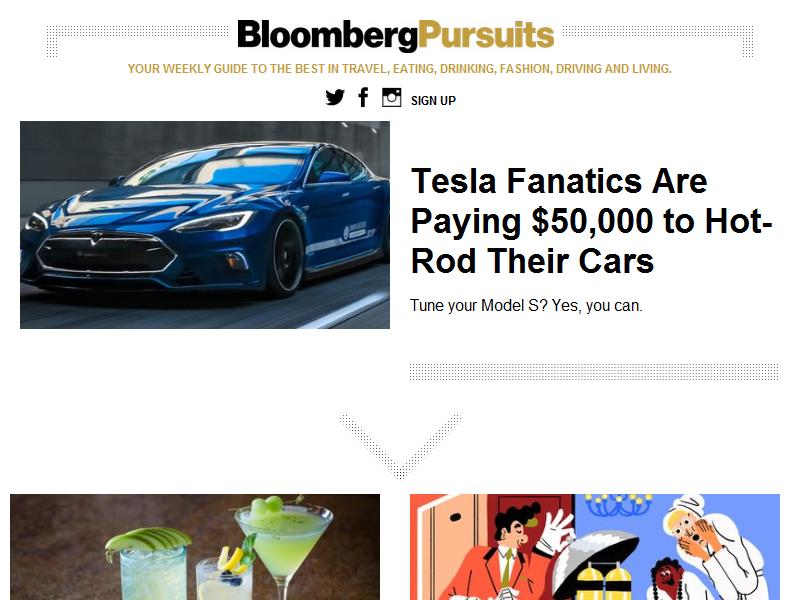 BloombergPursuits
YOUR WEEKLY GUIDE TO THE BEST IN TRAVEL, EATING, DRINKING, FASHION, DRIVING AND LIVING.
SIGN UP
Tesla Fanatics Are
Paying $50,000 to Hot-
Rod Their Cars
Tune your Model S? Yes, you can.